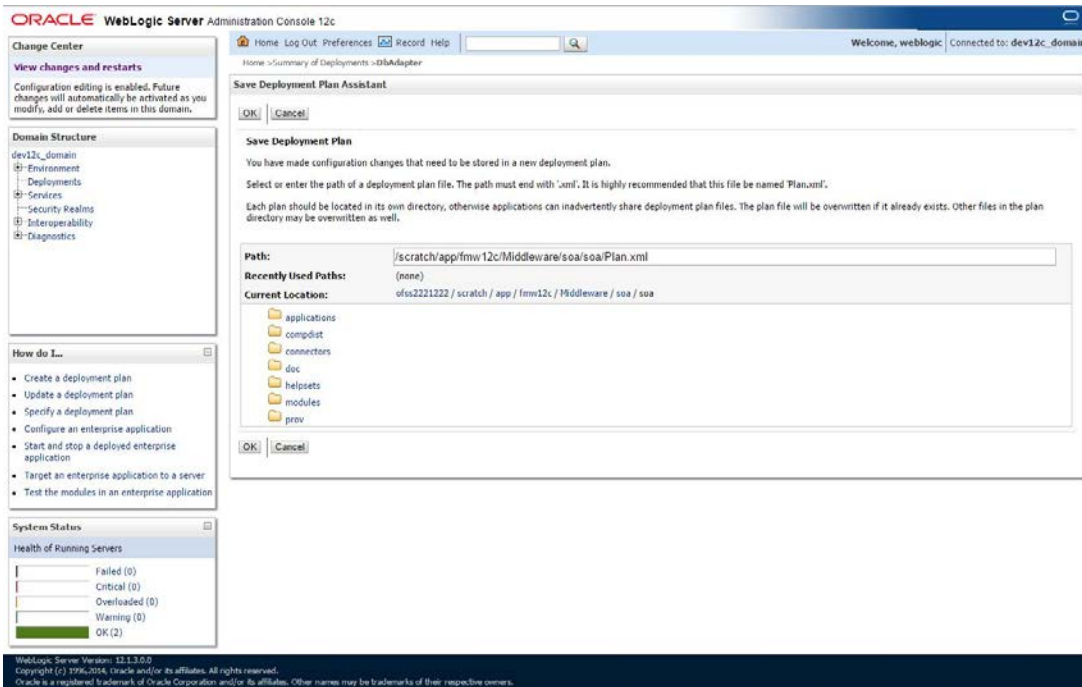 ORACLE WebLogic Server Administration Console 12c
Change Center
View changes and restarts
Configuration editing is enabled. Future
changes will automatically be activated as you
modify, add or delete items in this domain.
Domain Structure
dev12c_domain
Environment
Deployments
Services
Security Realms
Interoperability
Diagnostics
How do I...
Create a deployment plan
Update a deployment plan
Specify a deployment plan
Configure an enterprise application
Start and stop a deployed enterprise
application
Target an enterprise application to a server
Test the modules in an enterprise application
System Status
Health of Running Servers
Failed (0)
Critical (0)
Overloaded (0)
Warning (0)
OK (2)
Home Log Out Preferences Record Help
Welcome, weblogic Connected to: dev12c_domain
Home >Summary of Deployments >DbAdapter
Save Deployment Plan Assistant
OK Cancel
Save Deployment Plan
You have made configuration changes that need to be stored in a new deployment plan.
Select or enter the path of a deployment plan file. The path must end with '.xml'. It is highly recommended that this file be named 'Plan.xml'.
Each plan should be located in its own directory, otherwise applications can inadvertently share deployment plan files. The plan file will be overwritten if it already exists. Other files in the plan
directory may be overwritten as well.
Path: /scratch/app/fmw12c/Middleware/soa/soa/Plan.xml
Recently Used Paths: (none)
Current Location: ofss2221222 / scratch / app / fmw12c / Middleware / soa / soa
applications
compdist
connectors
doc
helpsets
modules
prov
OK Cancel
WebLogic Server Version: 12.1.3.0.0
Copyright (c) 1996,2014, Oracle and/or its affiliates. All rights reserved.
Oracle is a registered trademark of Oracle Corporation and/or its affiliates. Other names may be trademarks of their respective owners.